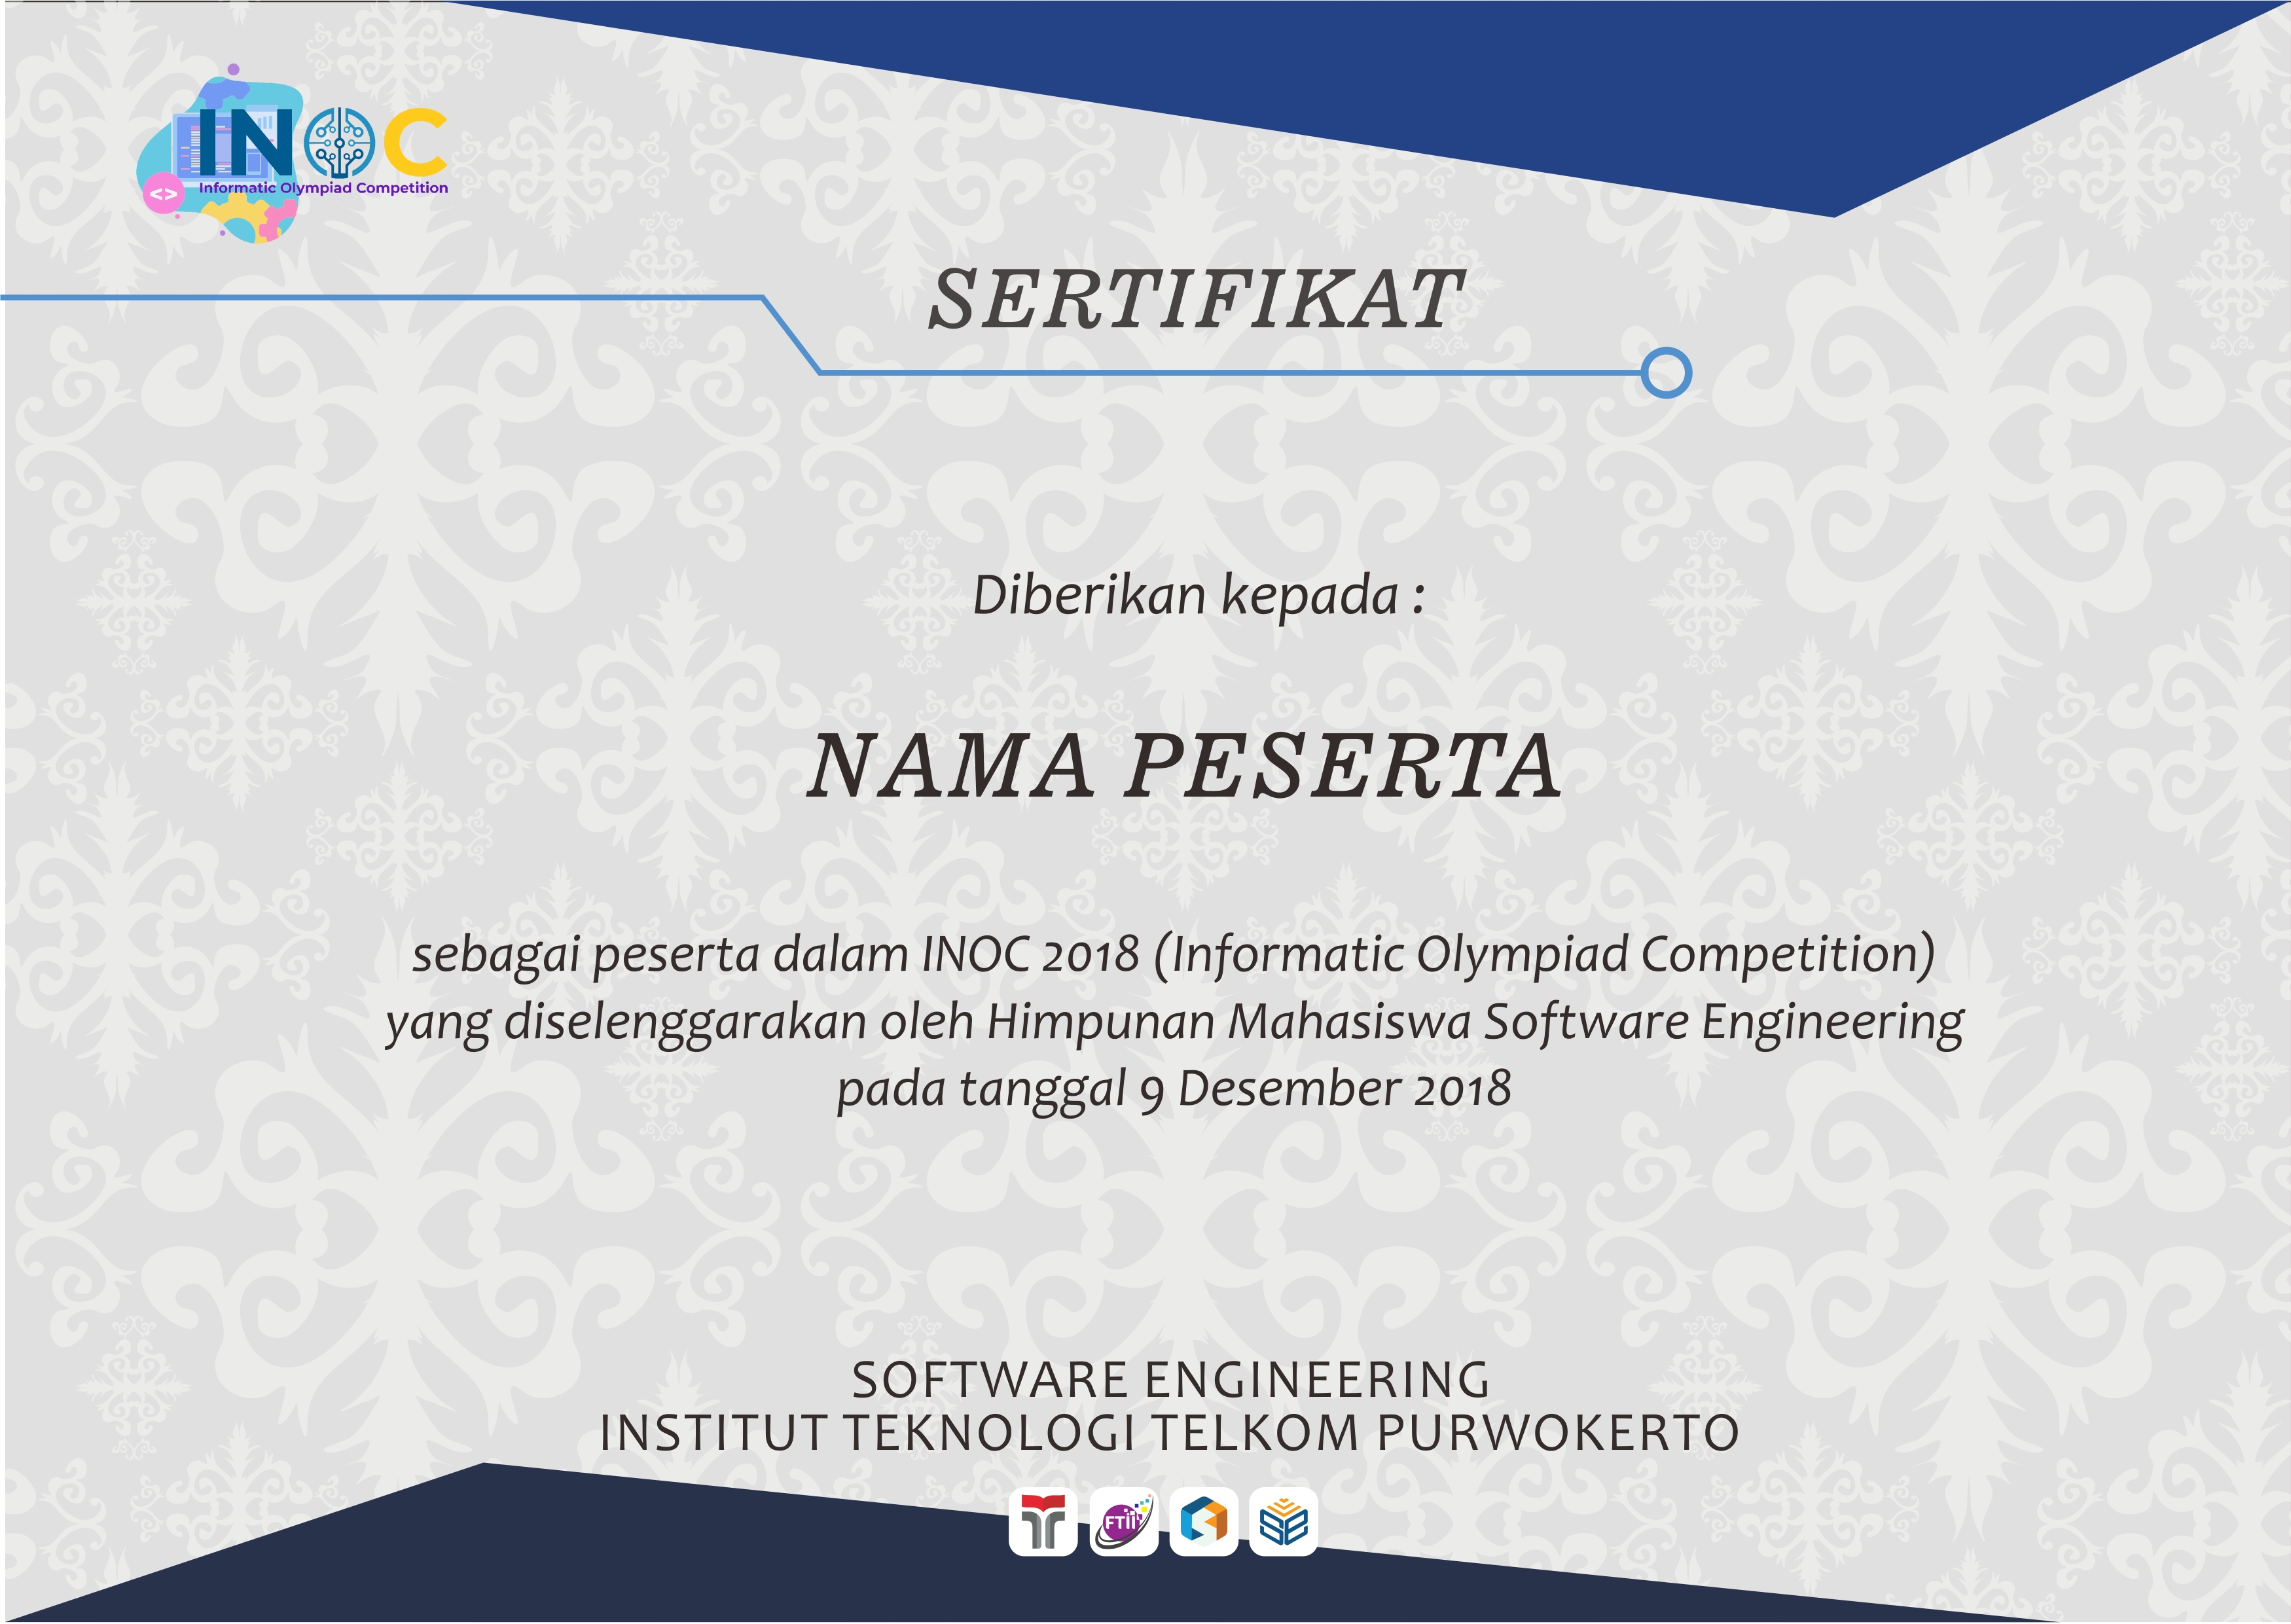 INOC
Informatic Olympiad Competition
<>
SERTIFIKAT
Diberikan kepada :
NAMA PESERTA
sebagai peserta dalam INOC 2018 (Informatic Olympiad Competition)
yang diselenggarakan oleh Himpunan Mahasiswa Software Engineering
pada tanggal 9 Desember 2018
SOFTWARE ENGINEERING
INSTITUT TEKNOLOGI TELKOM PURWOKERTO
FTII